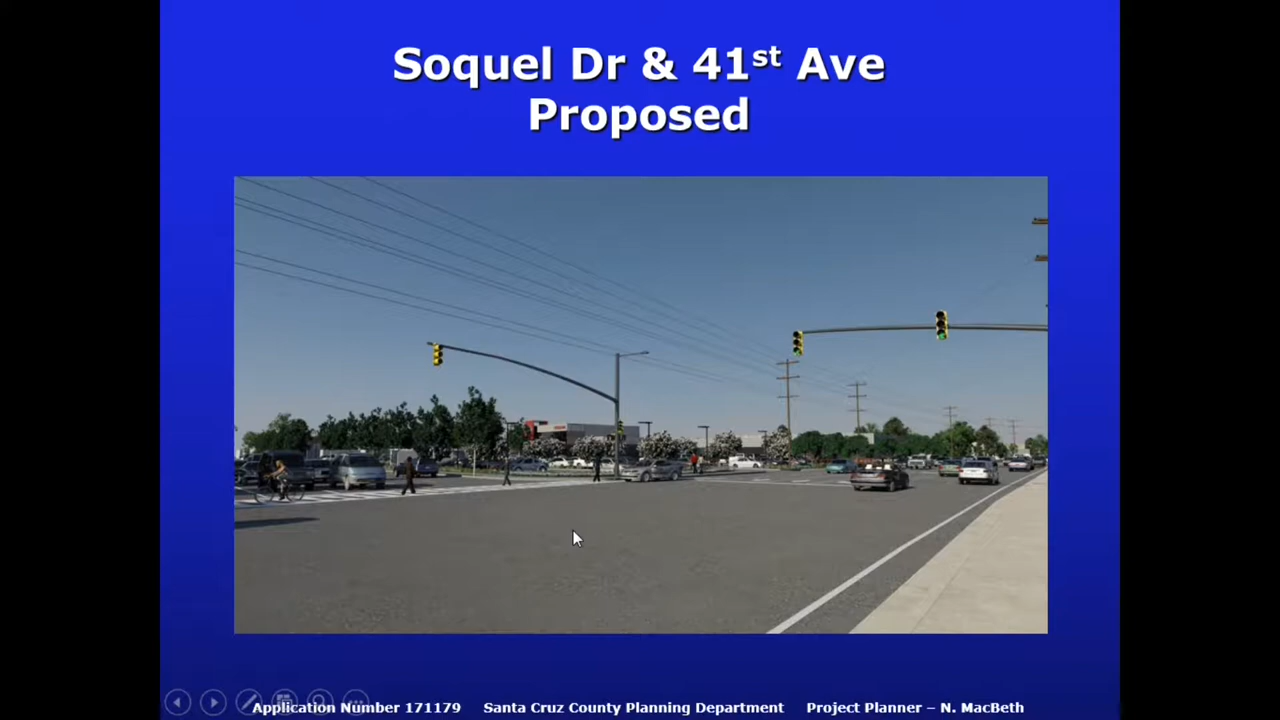 Soquel Dr & 41st Ave
Proposed
Application Number 171179 Santa Cruz County Planning Department Project Planner – N. MacBeth